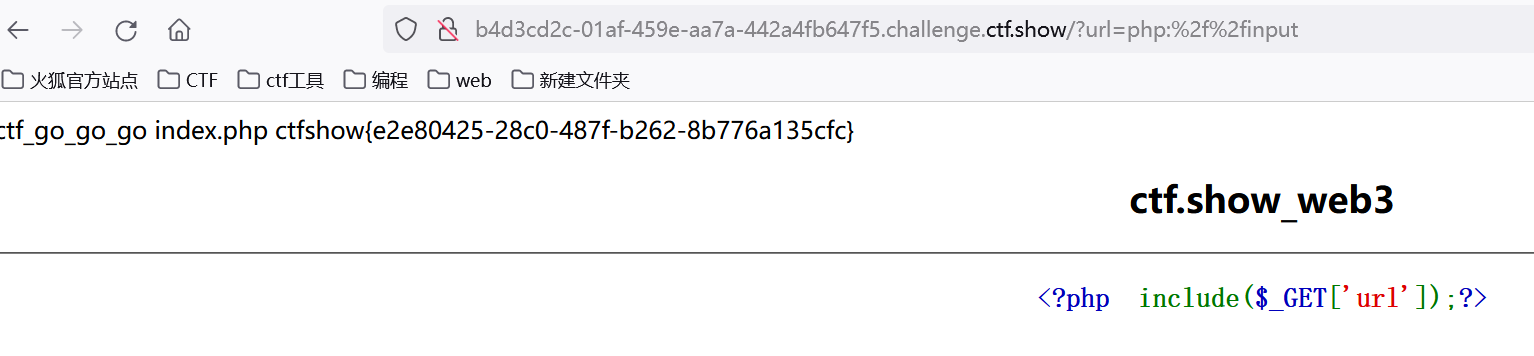 b4d3cd2c-01af-459e-aa7a-442a4fb647f5.challenge.ctf.show/?url=php:%2f%2finput
火狐官方站点 CTF ctf工具 编程 web 新建文件夹
ctf_go_go_go index.php ctfshow{e2e80425-28c0-487f-b262-8b776a135cfc}
ctf.show_web3
<?php include($_GET['url']);?>